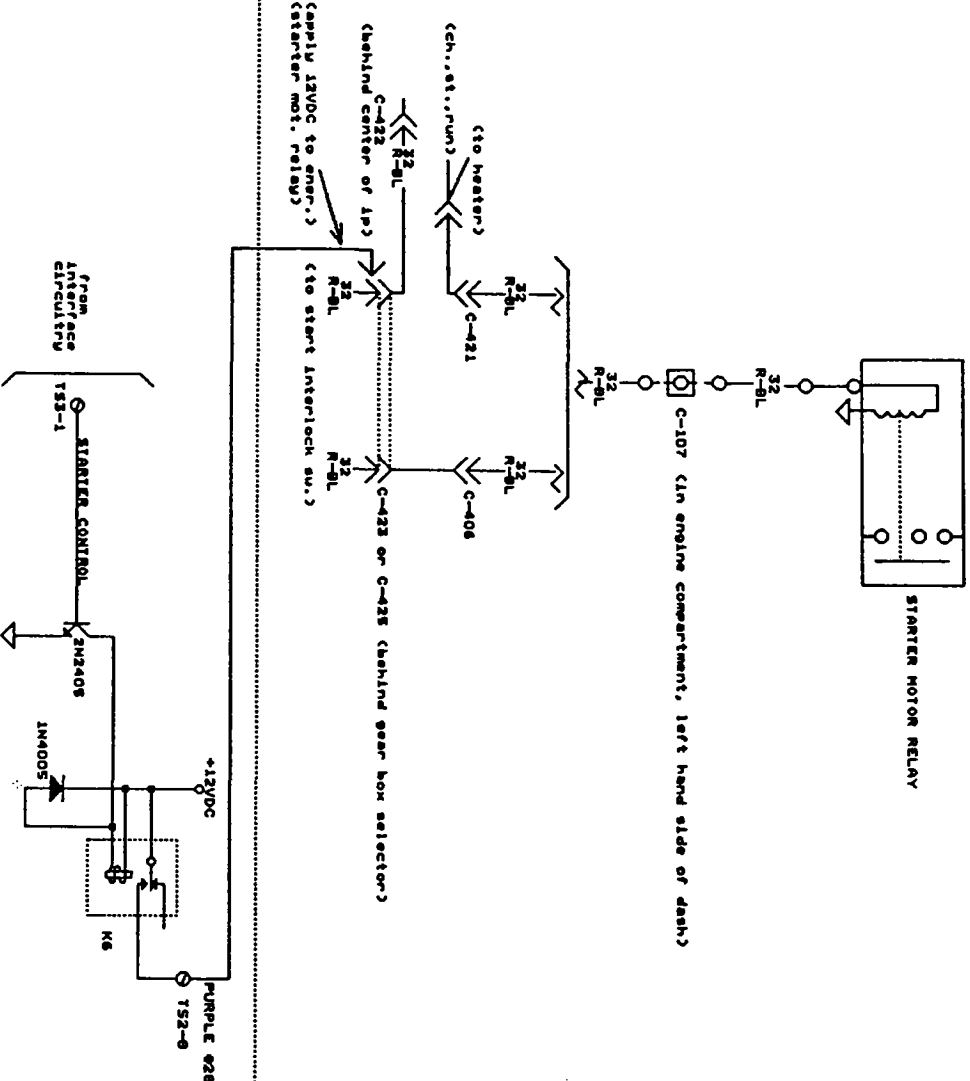 STARTER MOTOR RELAY
32
R-BL
C-107 (in engine compartment, left hand side of dash)
32
R-BL
32
R-BL
C-421
32
R-BL
C-406
(to heater)
(ch.,st.,run)
32
R-BL
C-422
(behind center of ip)
32
R-BL
32
R-BL
C-423 or C-425 (behind gear box selector)
(to start interlock sw.)
(apply 12VDC to ener.)
(starter mot. relay)
PURPLE
TS2-8
+12VDC
K6
1N4005
STARTER CONTROL
TS3-1
from
interface
circuitry